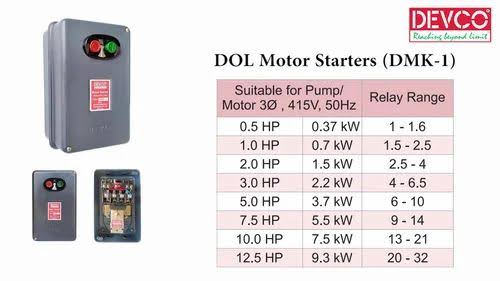 DEVCO
Reaching beyond limit
DOL Motor Starters (DMK-1)
Suitable for Pump/
Motor 3Ø , 415V, 50Hz
Relay Range
0.5 HP 0.37 kW 1 - 1.6
1.0 HP 0.7 kW 1.5 - 2.5
2.0 HP 1.5 kW 2.5 - 4
3.0 HP 2.2 kW 4 - 6.5
5.0 HP 3.7 kW 6 - 10
7.5 HP 5.5 kW 9 - 14
10.0 HP 7.5 kW 13 - 21
12.5 HP 9.3 kW 20 - 32
DEVCO
Motor Starter
DEVCO